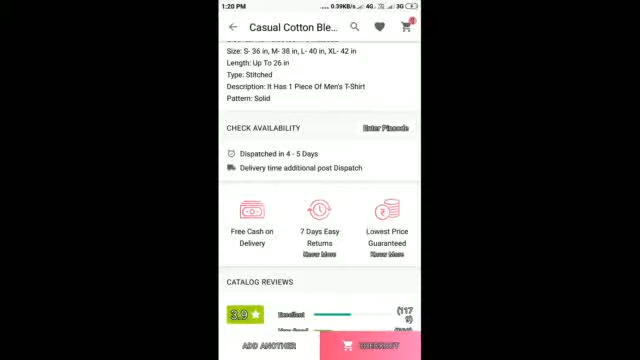 1:20 PM
... 0.39KB/s 4G 3G
Casual Cotton Ble...
Size: S- 36 in, M- 38 in, L- 40 in, XL- 42 in
Length: Up To 26 in
Type: Stitched
Description: It Has 1 Piece Of Men's T-Shirt
Pattern: Solid
CHECK AVAILABILITY
Enter Pincode
Dispatched in 4 - 5 Days
Delivery time additional post Dispatch
Free Cash on
Delivery
7 Days Easy
Returns
Know More
Lowest Price
Guaranteed
Know More
CATALOG REVIEWS
3.9
Excellent
(117
9)
ADD ANOTHER
CHECKOUT